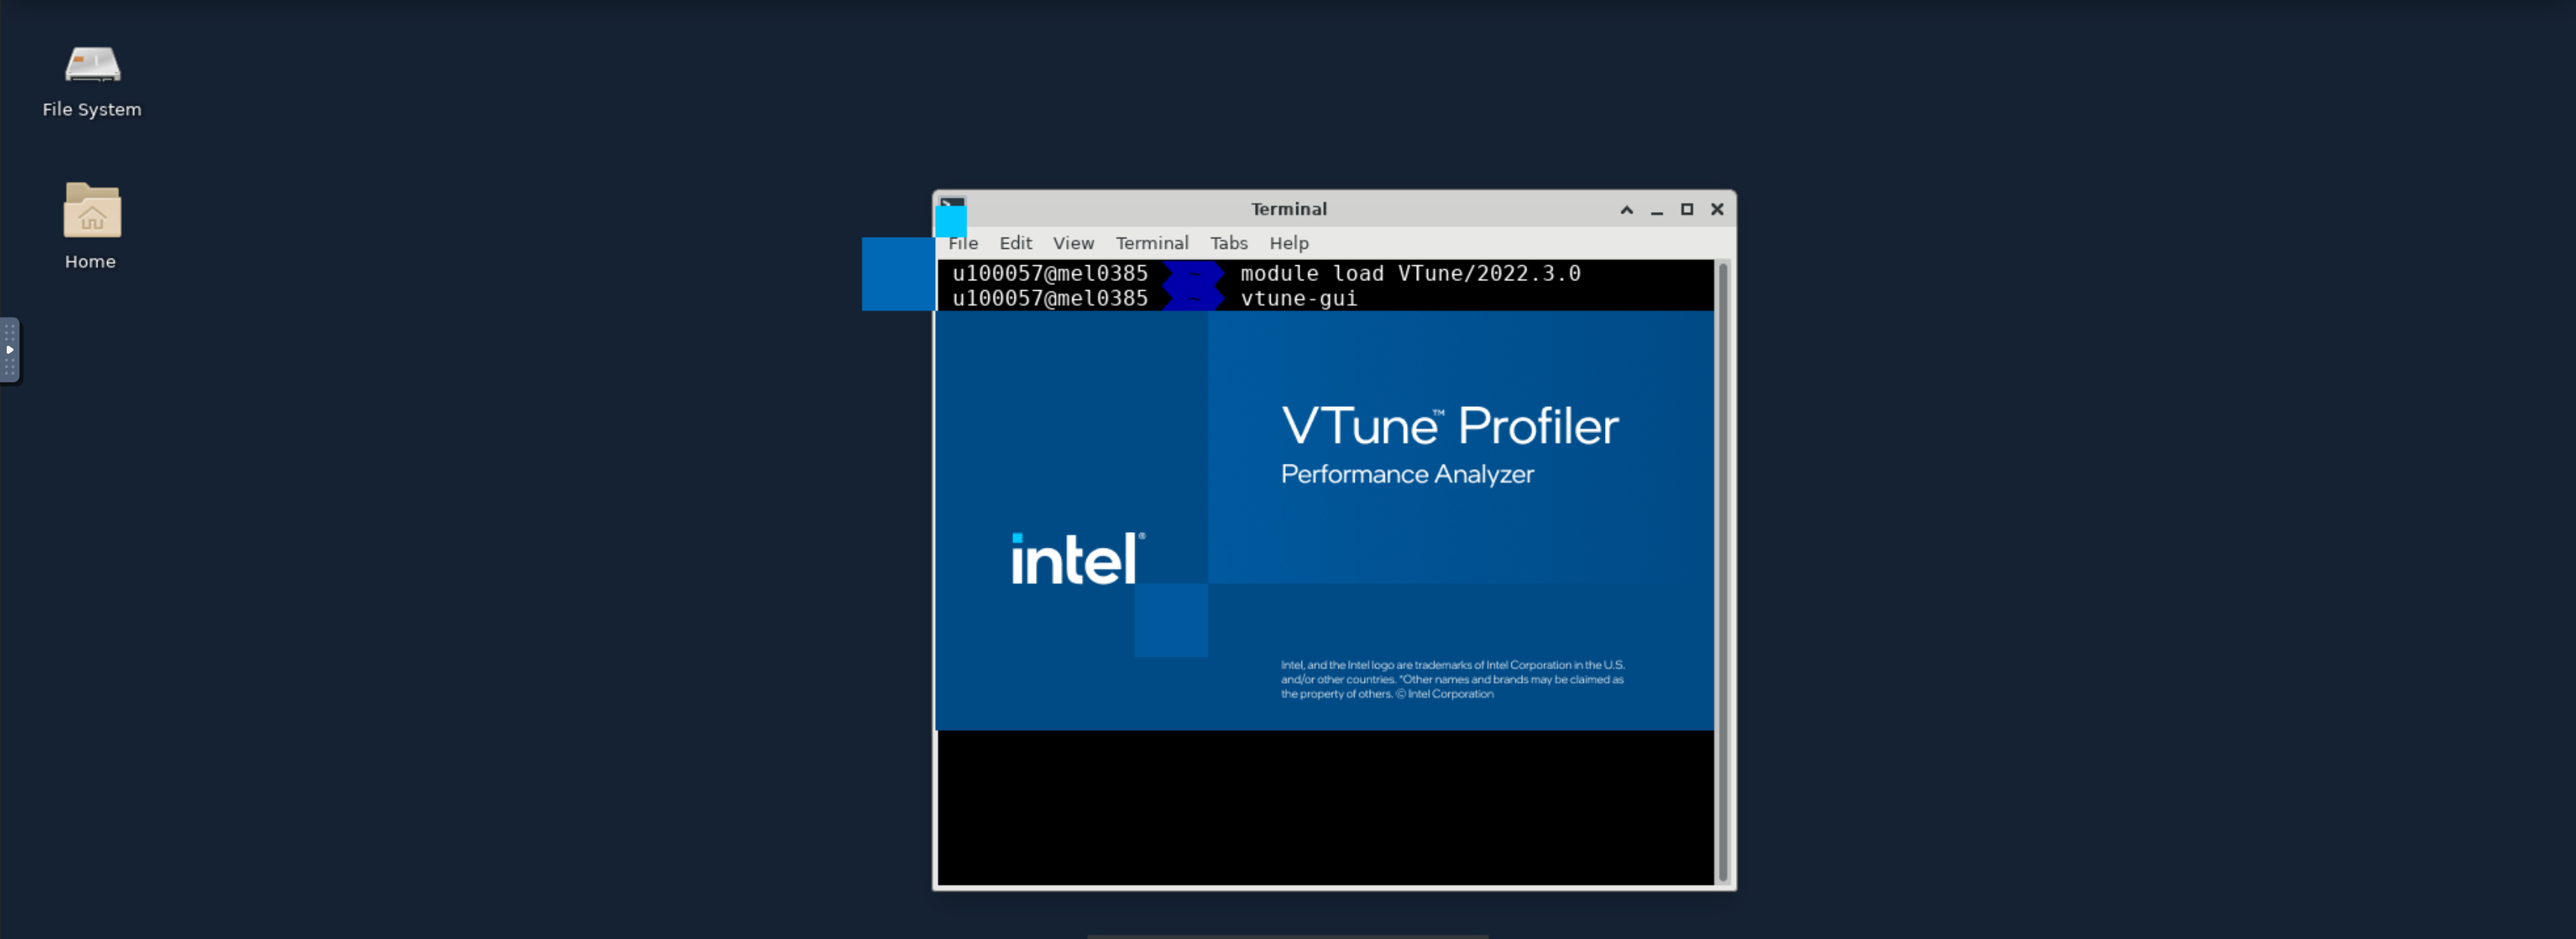 File System
Home
Terminal
File Edit View Terminal Tabs Help
u100057@mel0385 ~ module load VTune/2022.3.0
u100057@mel0385 ~ vtune-gui
VTune™ Profiler
Performance Analyzer
intel®
Intel, and the Intel logo are trademarks of Intel Corporation in the U.S.
and/or other countries. *Other names and brands may be claimed as
the property of others. © Intel Corporation